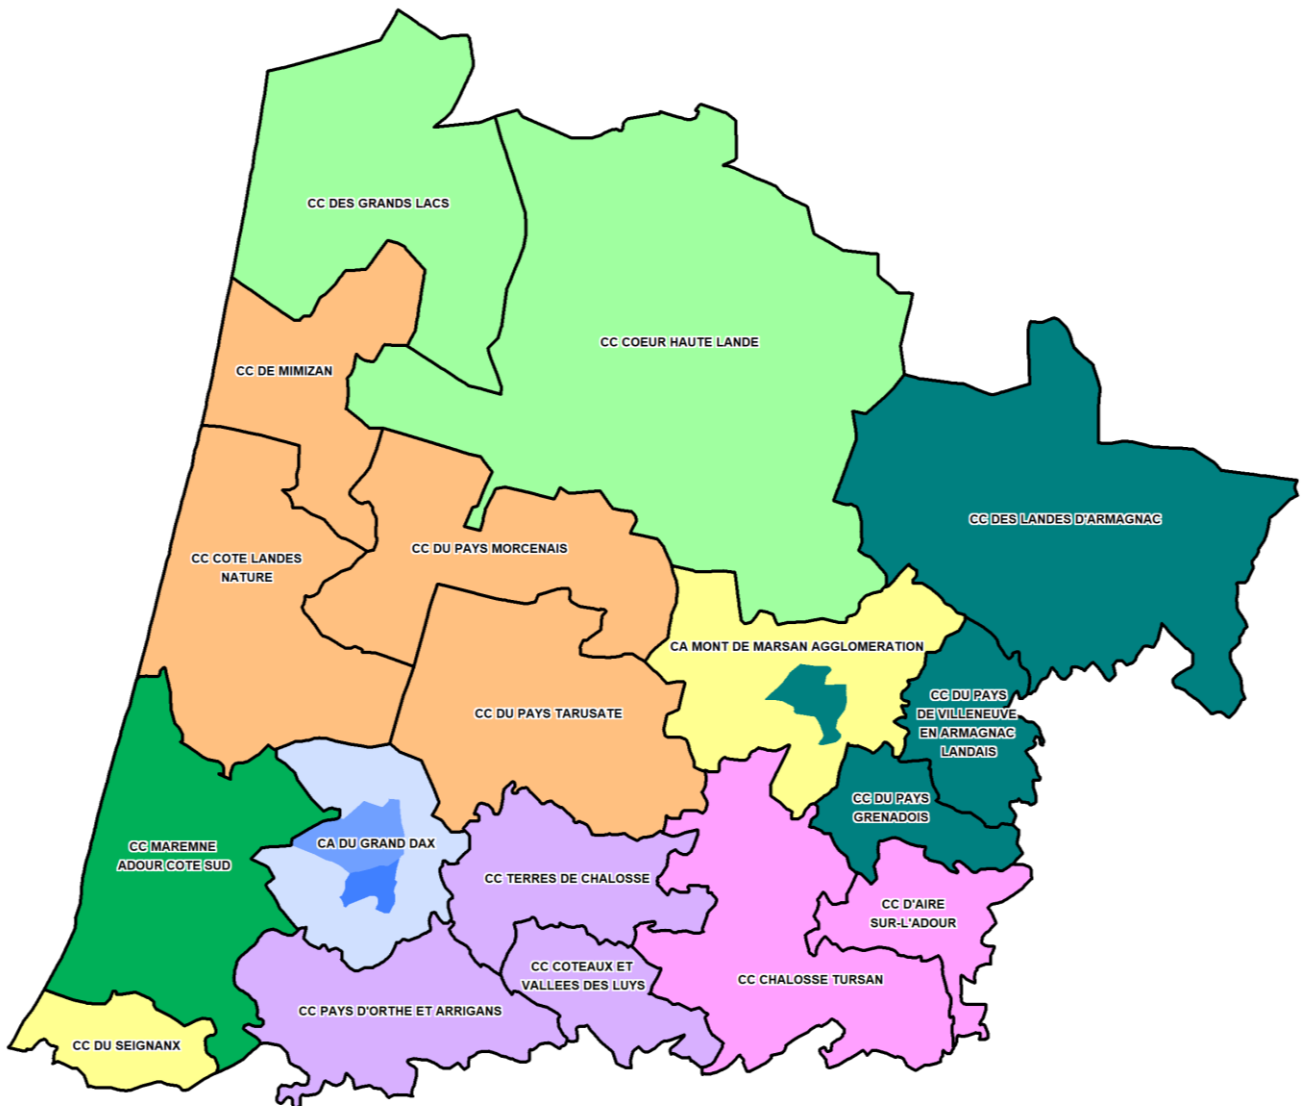 CC DES GRANDS LACS
CC COEUR HAUTE LANDE
CC DE MIMIZAN
CC DES LANDES D'ARMAGNAC
CC COTE LANDES
NATURE
CC DU PAYS MORCENAIS
CA MONT DE MARSAN AGGLOMERATION
CC DU PAYS TARUSATE
CC DU PAYS
DE VILLENEUVE
EN ARMAGNAC
LANDAIS
CC DU PAYS
GRENADOIS
CC MAREMNE
ADOUR COTE SUD
CA DU GRAND DAX
CC TERRES DE CHALOSSE
CC D'AIRE
SUR-L'ADOUR
CC COTEAUX ET
VALLEES DES LUYS
CC CHALOSSE TURSAN
CC PAYS D'ORTHE ET ARRIGANS
CC DU SEIGNANX